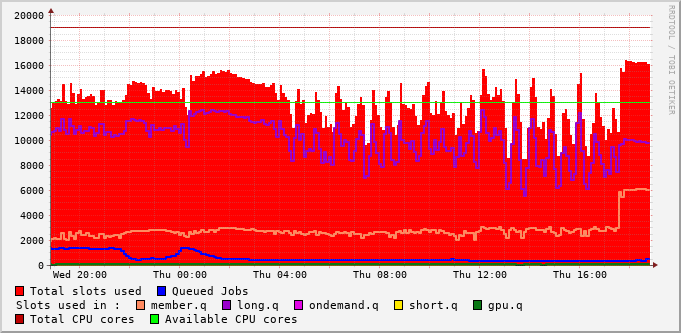 20000
18000
16000
14000
12000
10000
8000
6000
4000
2000
0
Wed 20:00 Thu 00:00 Thu 04:00 Thu 08:00 Thu 12:00 Thu 16:00
Total slots used Queued Jobs
Slots used in : member.q long.q ondemand.q short.q gpu.q
Total CPU cores Available CPU cores
RRDTOOL / TOBI OETIKER